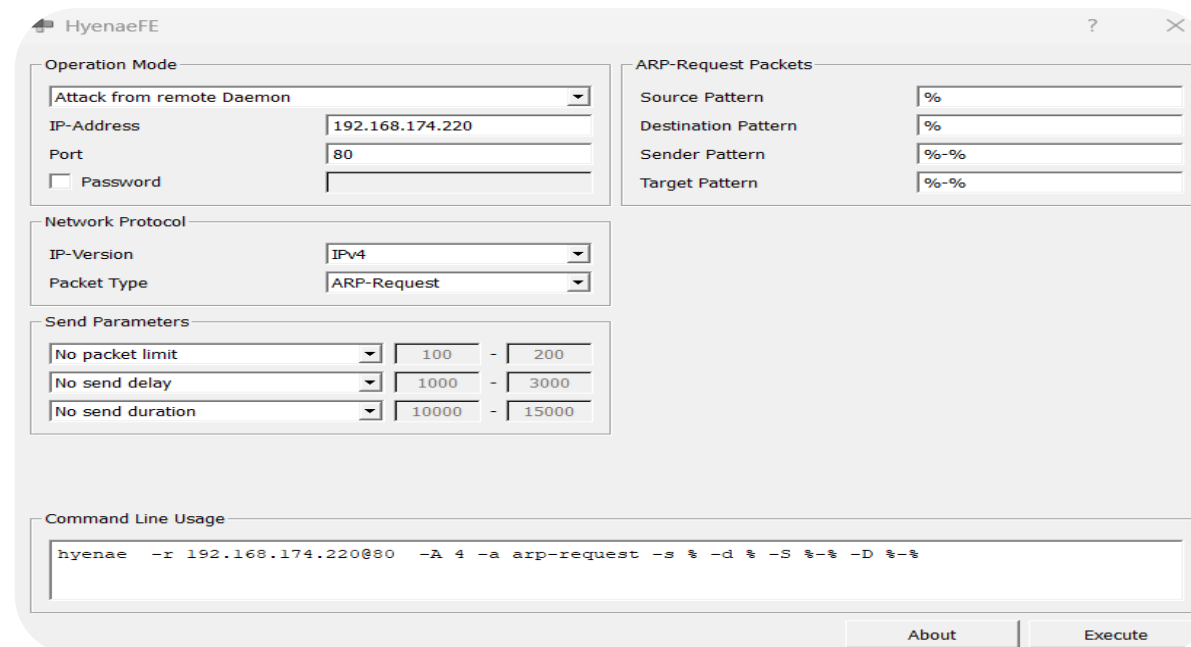 HyenaeFE ?
Operation Mode
Attack from remote Daemon
IP-Address 192.168.174.220
Port 80
Password
Network Protocol
IP-Version IPv4
Packet Type ARP-Request
Send Parameters
No packet limit 100 - 200
No send delay 1000 - 3000
No send duration 10000 - 15000
ARP-Request Packets
Source Pattern %
Destination Pattern %
Sender Pattern %-%
Target Pattern %-%
Command Line Usage
hyenae -r 192.168.174.220@80 -A 4 -a arp-request -s % -d % -S %-% -D %-%
About Execute